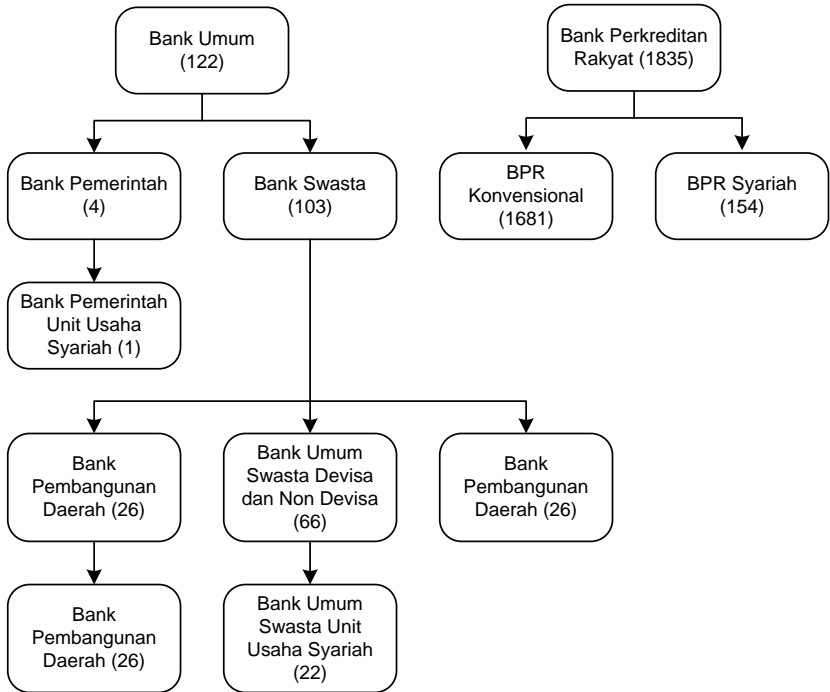 Bank Umum
(122)
Bank Perkreditan
Rakyat (1835)
Bank Pemerintah
(4)
Bank Swasta
(103)
BPR
Konvensional
(1681)
BPR Syariah
(154)
Bank Pemerintah
Unit Usaha
Syariah (1)
Bank
Pembangunan
Daerah (26)
Bank Umum
Swasta Devisa
dan Non Devisa
(66)
Bank
Pembangunan
Daerah (26)
Bank
Pembangunan
Daerah (26)
Bank Umum
Swasta Unit
Usaha Syariah
(22)